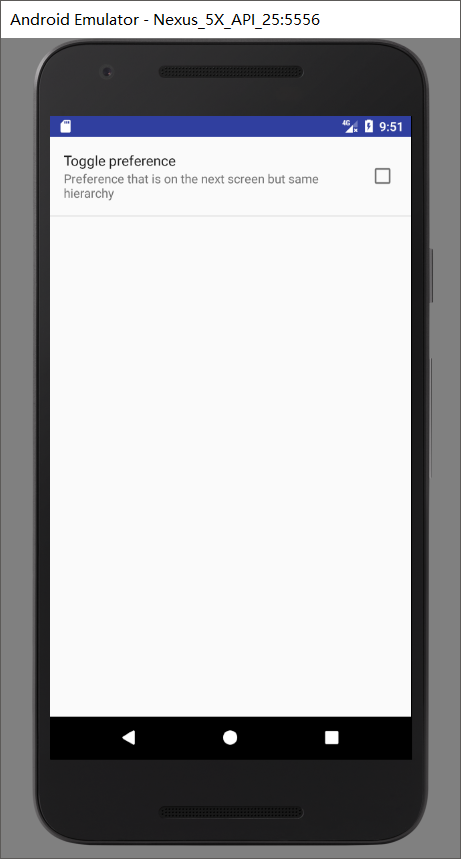 Android Emulator - Nexus_5X_API_25:5556
4G 9:51
Toggle preference
Preference that is on the next screen but same
hierarchy